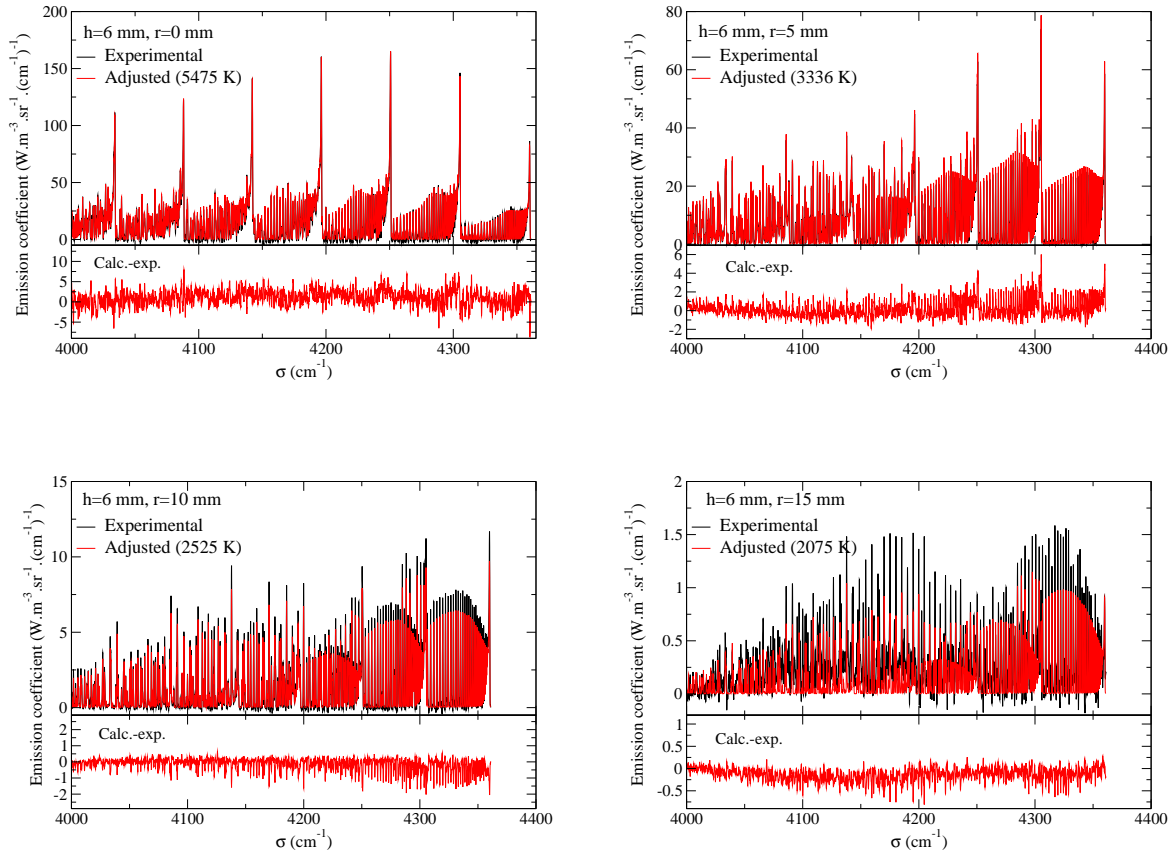 h=6 mm, r=0 mm
Experimental
Adjusted (5475 K)
Emission coefficient (W.m-3.sr-1.(cm-1)-1)
200
150
100
50
0
Calc.-exp.
10
5
0
-5
4000 4100 4200 4300
σ (cm-1)
h=6 mm, r=5 mm
Experimental
Adjusted (3336 K)
Emission coefficient (W.m-3.sr-1.(cm-1)-1)
80
60
40
20
0
Calc.-exp.
6
4
2
0
-2
4000 4100 4200 4300 4400
σ (cm-1)
h=6 mm, r=10 mm
Experimental
Adjusted (2525 K)
Emission coefficient (W.m-3.sr-1.(cm-1)-1)
15
10
5
0
Calc.-exp.
2
1
0
-1
-2
4000 4100 4200 4300 4400
σ (cm-1)
h=6 mm, r=15 mm
Experimental
Adjusted (2075 K)
Emission coefficient (W.m-3.sr-1.(cm-1)-1)
2
1.5
1
0.5
0
Calc.-exp.
1
0.5
0
-0.5
4000 4100 4200 4300 4400
σ (cm-1)